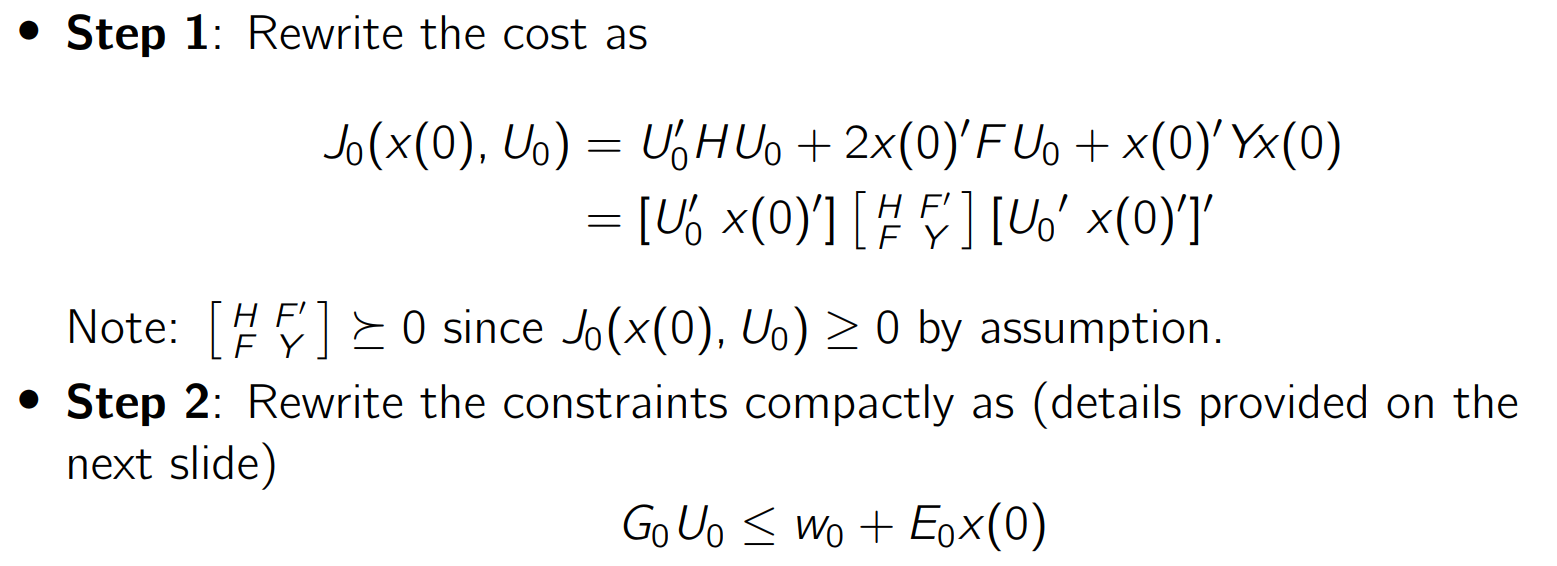 • Step 1: Rewrite the cost as
J₀(x(0), U₀) = U₀′HU₀ + 2x(0)′FU₀ + x(0)′Yx(0)
= [U₀′ x(0)′] [ H F′ ; F Y ] [U₀′ x(0)′]′
Note: [ H F′ ; F Y ] ⪰ 0 since J₀(x(0), U₀) ≥ 0 by assumption.
• Step 2: Rewrite the constraints compactly as (details provided on the
next slide)
G₀U₀ ≤ w₀ + E₀x(0)